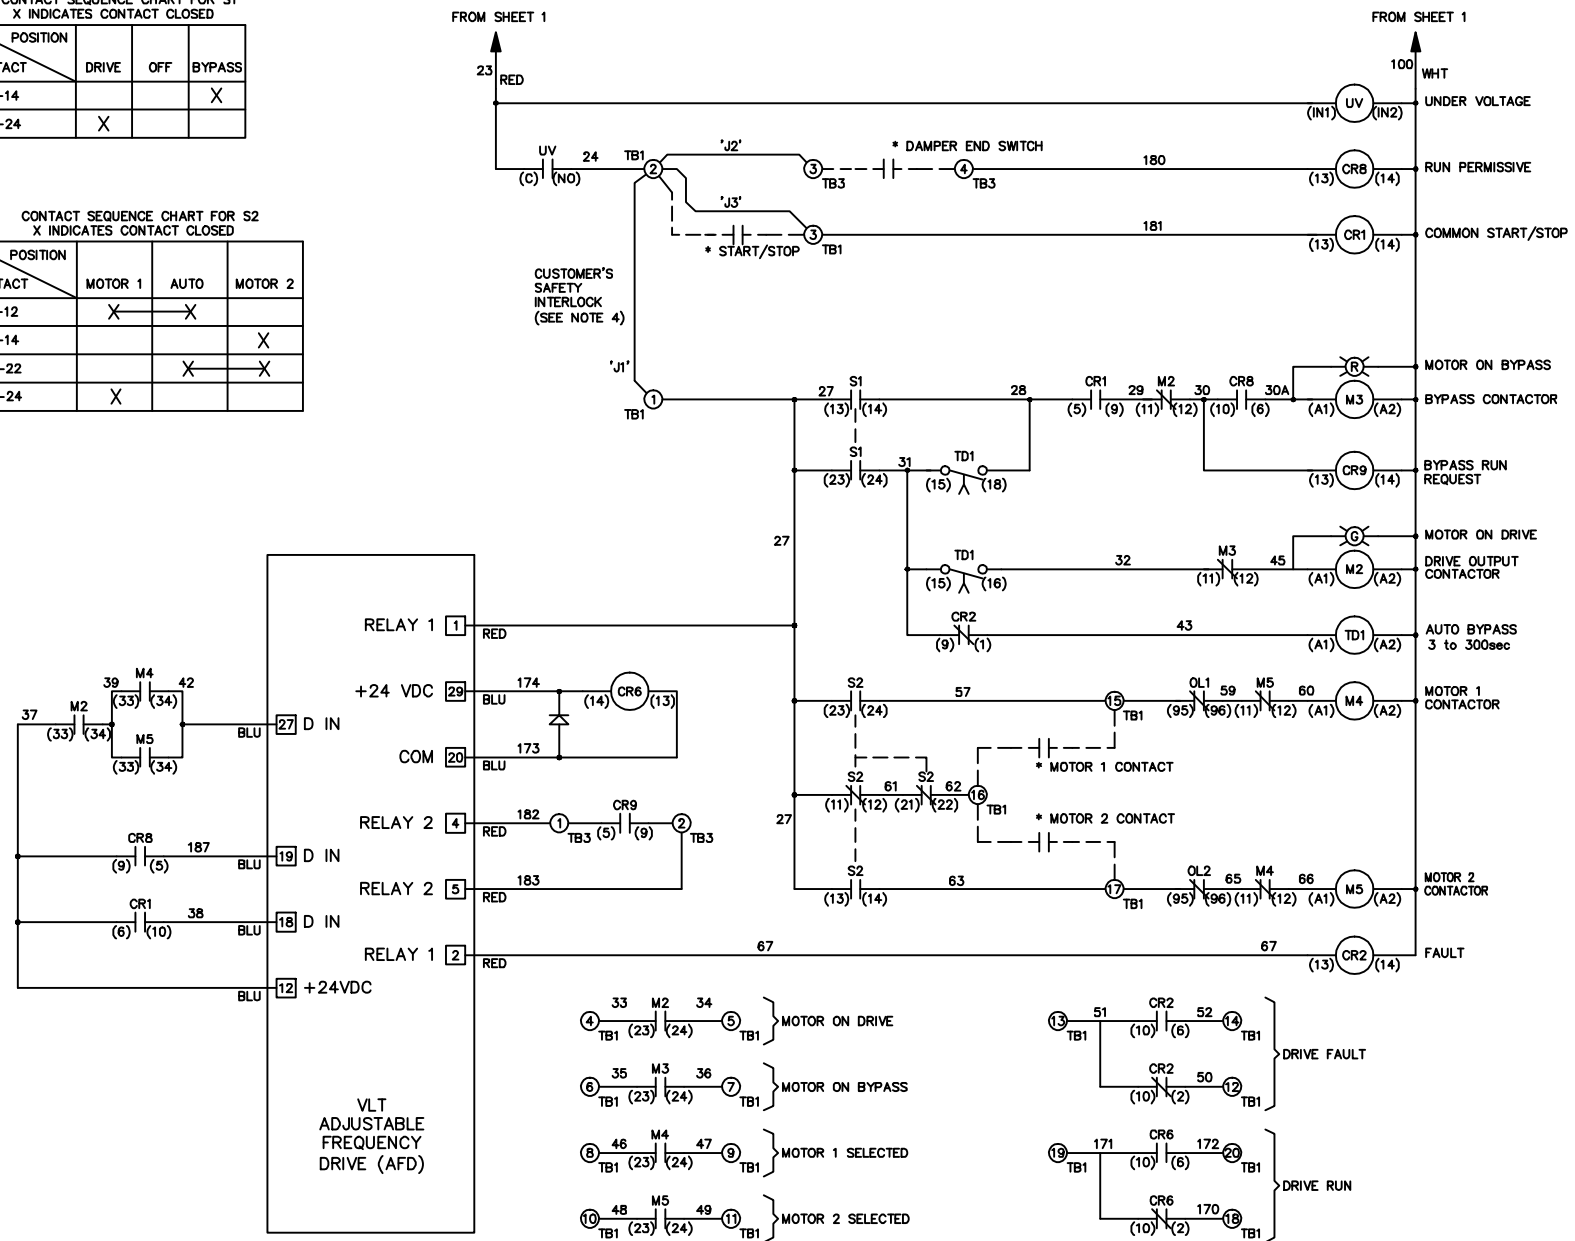 CONTACT SEQUENCE CHART FOR S1
X INDICATES CONTACT CLOSED
POSITION
TACT DRIVE OFF BYPASS
-14 X
-24 X
CONTACT SEQUENCE CHART FOR S2
X INDICATES CONTACT CLOSED
POSITION
TACT MOTOR 1 AUTO MOTOR 2
-12 X X
-14 X
-22 X X
-24 X
FROM SHEET 1
FROM SHEET 1
23 RED
100 WHT
(IN1) UV (IN2) UNDER VOLTAGE
UV
(C) (NO)
24
TB1
2
'J2'
3
TB3
* DAMPER END SWITCH
4
TB3
180
(13) CR8 (14) RUN PERMISSIVE
'J3'
* START/STOP
3
TB1
181
(13) CR1 (14) COMMON START/STOP
CUSTOMER'S
SAFETY
INTERLOCK
(SEE NOTE 4)
'J1'
TB1
1
27
S1
(13) (14)
28
CR1
(5) (9)
29
M2
(11) (12)
30
CR8
(10) (6)
30A
R MOTOR ON BYPASS
(A1) M3 (A2) BYPASS CONTACTOR
S1
(23) (24)
31
TD1
(15) (18)
(13) CR9 (14) BYPASS RUN
REQUEST
27
TD1
(15) (16)
32
M3
(11) (12)
45
G MOTOR ON DRIVE
(A1) M2 (A2) DRIVE OUTPUT
CONTACTOR
CR2
(9) (1)
43
(A1) TD1 (A2) AUTO BYPASS
3 to 300sec
S2
(23) (24)
57
15
TB1
OL1
(95) (96)
59
M5
(11) (12)
60
(A1) M4 (A2) MOTOR 1
CONTACTOR
* MOTOR 1 CONTACT
S2
(11) (12)
61
S2
(21) (22)
62
16
TB1
27
* MOTOR 2 CONTACT
S2
(13) (14)
63
17
TB1
OL2
(95) (96)
65
M4
(11) (12)
66
(A1) M5 (A2) MOTOR 2
CONTACTOR
67
67
(13) CR2 (14) FAULT
RELAY 1 1 RED
+24 VDC 29 BLU
174
(14) CR6 (13)
COM 20 BLU
173
RELAY 2 4 RED
182
1
TB3
CR9
(5) (9)
2
TB3
RELAY 2 5 RED
183
RELAY 1 2 RED
37
M2
(33) (34)
39
M4
(33) (34)
42
M5
(33) (34)
BLU 27 D IN
CR8
(9) (5)
187
BLU 19 D IN
CR1
(6) (10)
38
BLU 18 D IN
BLU 12 +24VDC
VLT
ADJUSTABLE
FREQUENCY
DRIVE (AFD)
4 33 M2 34 5 MOTOR ON DRIVE
TB1 (23) (24) TB1
6 35 M3 36 7 MOTOR ON BYPASS
TB1 (23) (24) TB1
8 46 M4 47 9 MOTOR 1 SELECTED
TB1 (23) (24) TB1
10 48 M5 49 11 MOTOR 2 SELECTED
TB1 (23) (24) TB1
13 51 CR2 52 14
TB1 (10) (6) TB1
DRIVE FAULT
CR2 50 12
(10) (2) TB1
19 171 CR6 172 20
TB1 (10) (6) TB1
DRIVE RUN
CR6 170 18
(10) (2) TB1